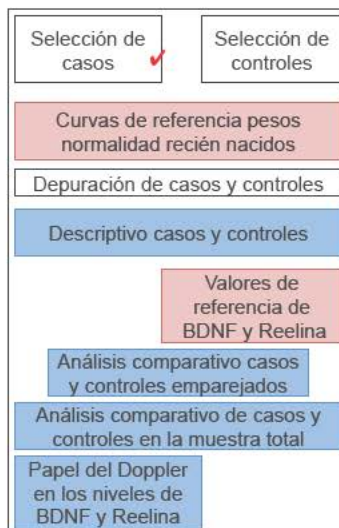 Selección de
casos
Selección de
controles
Curvas de referencia pesos
normalidad recién nacidos
Depuración de casos y controles
Descriptivo casos y controles
Valores de
referencia de
BDNF y Reelina
Análisis comparativo casos
y controles emparejados
Análisis comparativo de casos y
controles en la muestra total
Papel del Doppler
en los niveles de
BDNF y Reelina